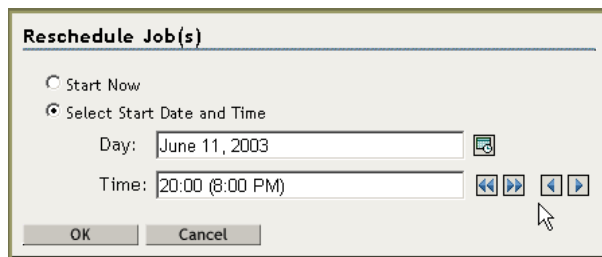 Reschedule Job(s)
Start Now
Select Start Date and Time
Day: June 11, 2003
Time: 20:00 (8:00 PM)
OK Cancel